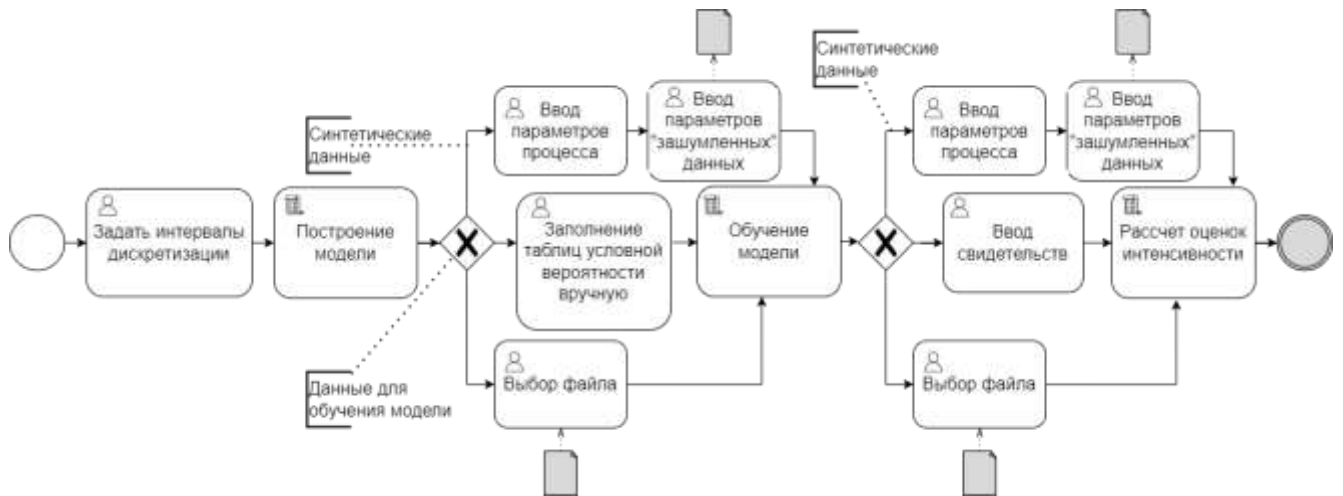 Синтетические
данные
Ввод
параметров
процесса
Ввод
параметров
"зашумленных"
данных
Синтетические
данные
Ввод
параметров
процесса
Ввод
параметров
"зашумленных"
данных
Задать интервалы
дискретизации
Построение
модели
Заполнение
таблиц условной
вероятности
вручную
Обучение
модели
Ввод
свидетельств
Рассчет оценок
интенсивности
Данные для
обучения модели
Выбор файла
Выбор файла